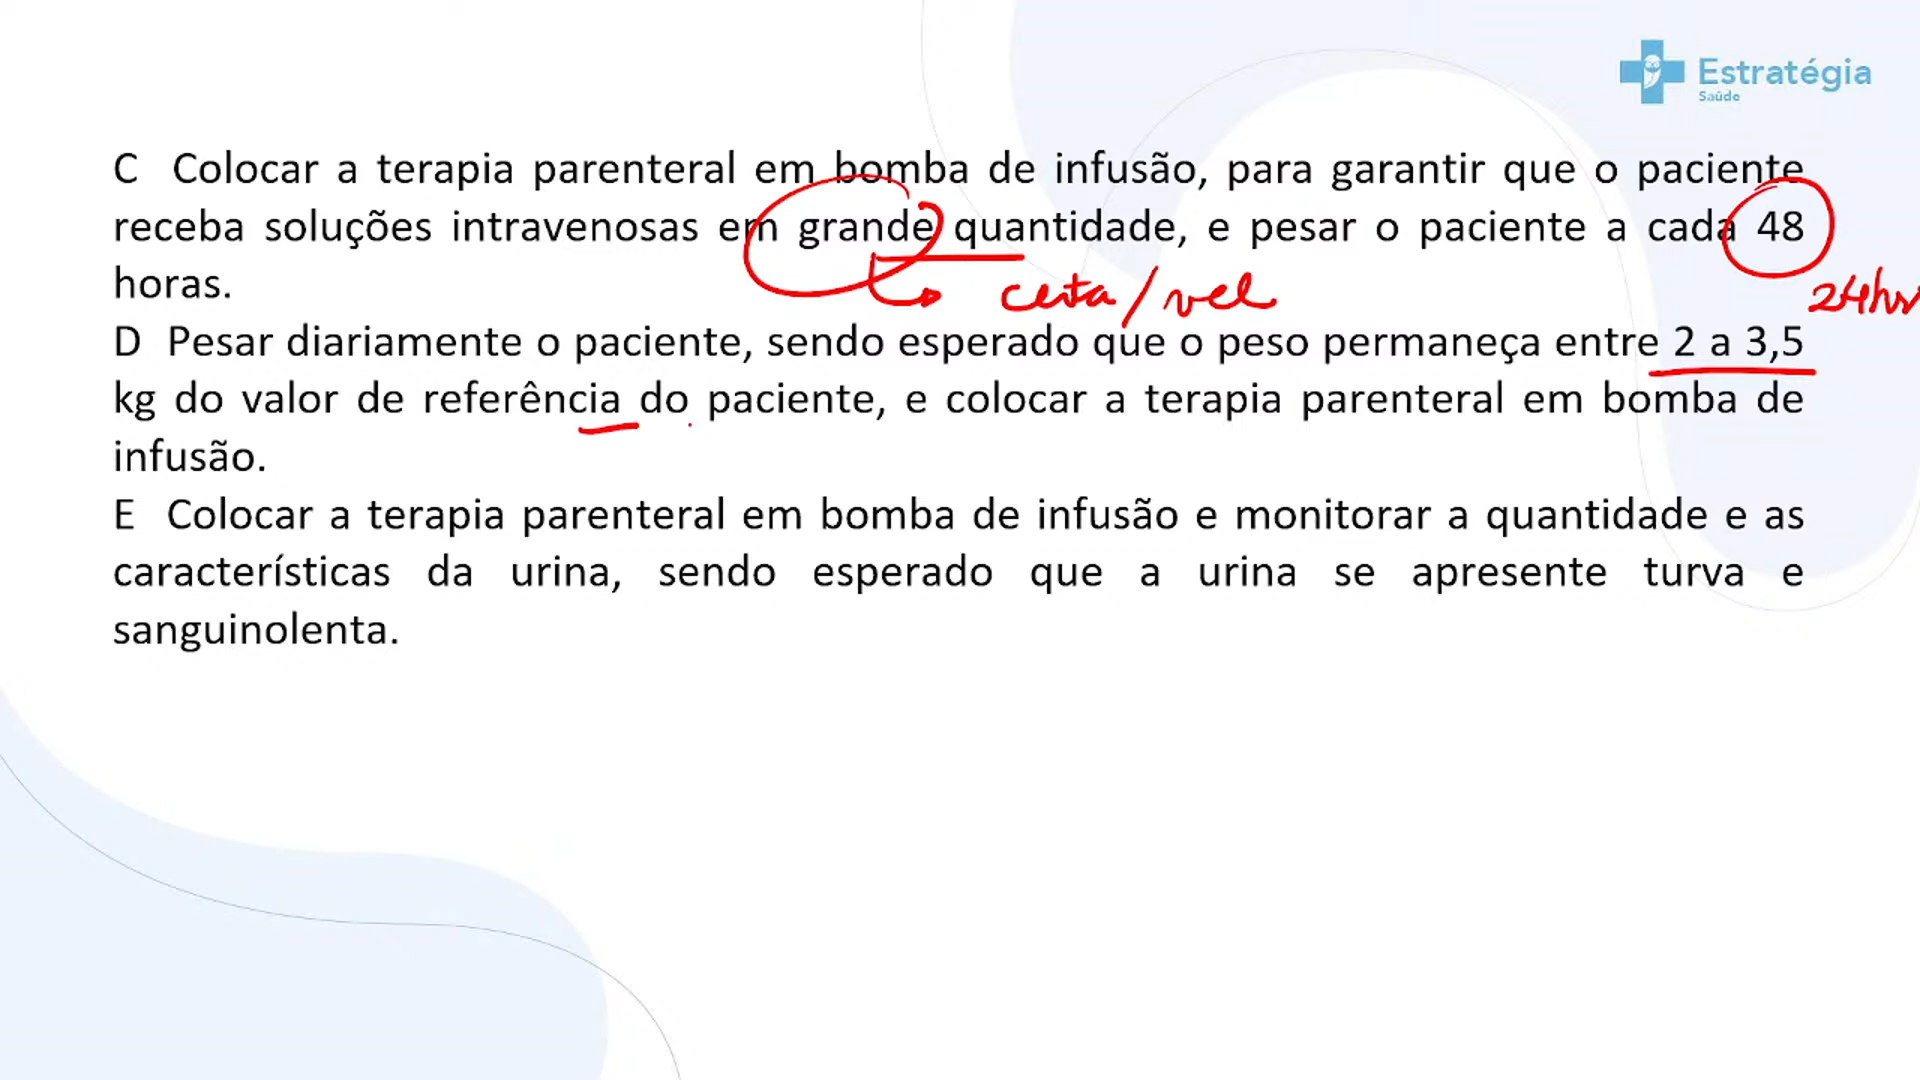 Estratégia
Saúde
C Colocar a terapia parenteral em bomba de infusão, para garantir que o paciente
receba soluções intravenosas em grande quantidade, e pesar o paciente a cada 48
horas.
certa/vel
24hrs
D Pesar diariamente o paciente, sendo esperado que o peso permaneça entre 2 a 3,5
kg do valor de referência do paciente, e colocar a terapia parenteral em bomba de
infusão.
E Colocar a terapia parenteral em bomba de infusão e monitorar a quantidade e as
características da urina, sendo esperado que a urina se apresente turva e
sanguinolenta.